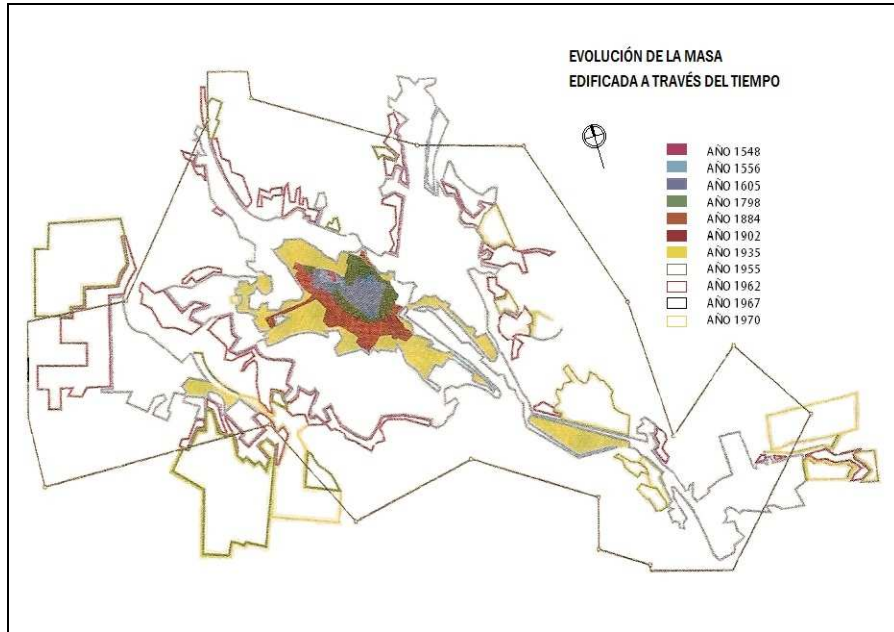 EVOLUCIÓN DE LA MASA
EDIFICADA A TRAVÉS DEL TIEMPO
AÑO 1548
AÑO 1556
AÑO 1605
AÑO 1798
AÑO 1884
AÑO 1902
AÑO 1935
AÑO 1955
AÑO 1962
AÑO 1967
AÑO 1970